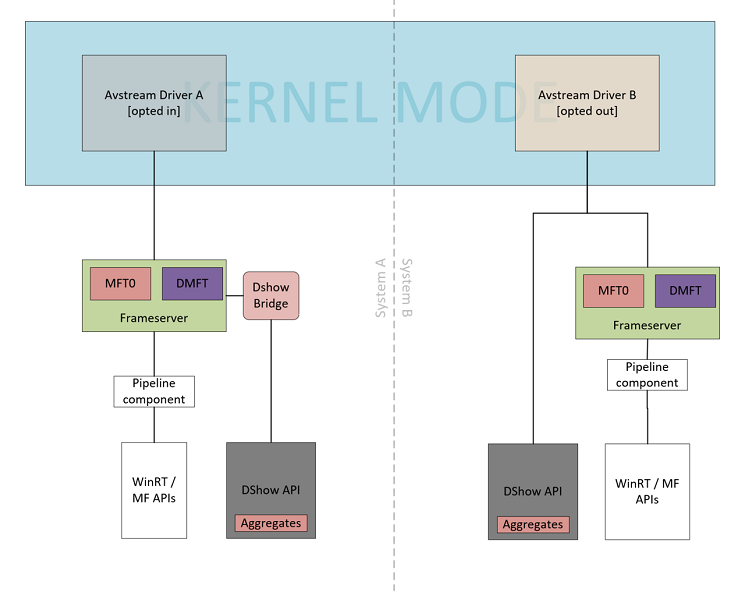 KERNEL MODE
Avstream Driver A
[opted in]
Avstream Driver B
[opted out]
System A
System B
MFT0
DMFT
Frameserver
Dshow
Bridge
MFT0
DMFT
Frameserver
Pipeline
component
Pipeline
component
WinRT /
MF APIs
DShow API
Aggregates
DShow API
Aggregates
WinRT / MF
APIs